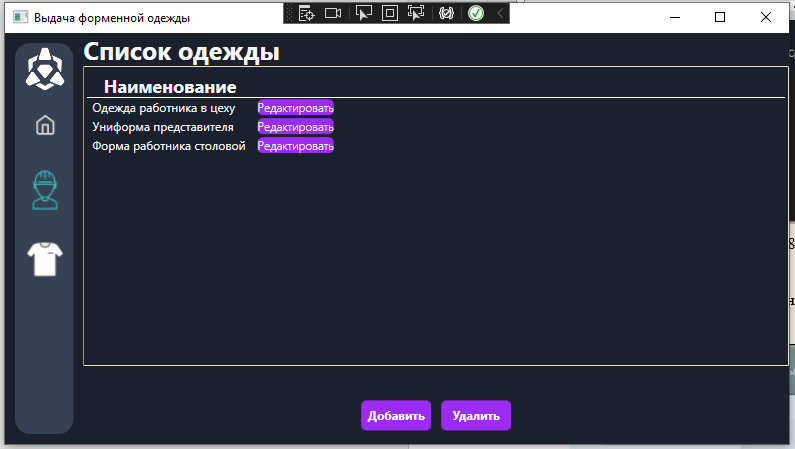 Выдача форменной одежды
Список одежды
Наименование
Одежда работника в цеху Редактировать
Униформа представителя Редактировать
Форма работника столовой Редактировать
Добавить Удалить